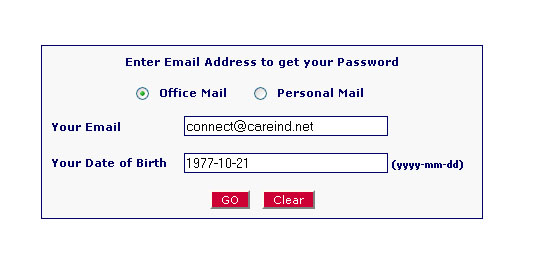 Enter Email Address to get your Password
Office Mail Personal Mail
Your Email connect@careind.net
Your Date of Birth 1977-10-21 (yyyy-mm-dd)
GO Clear